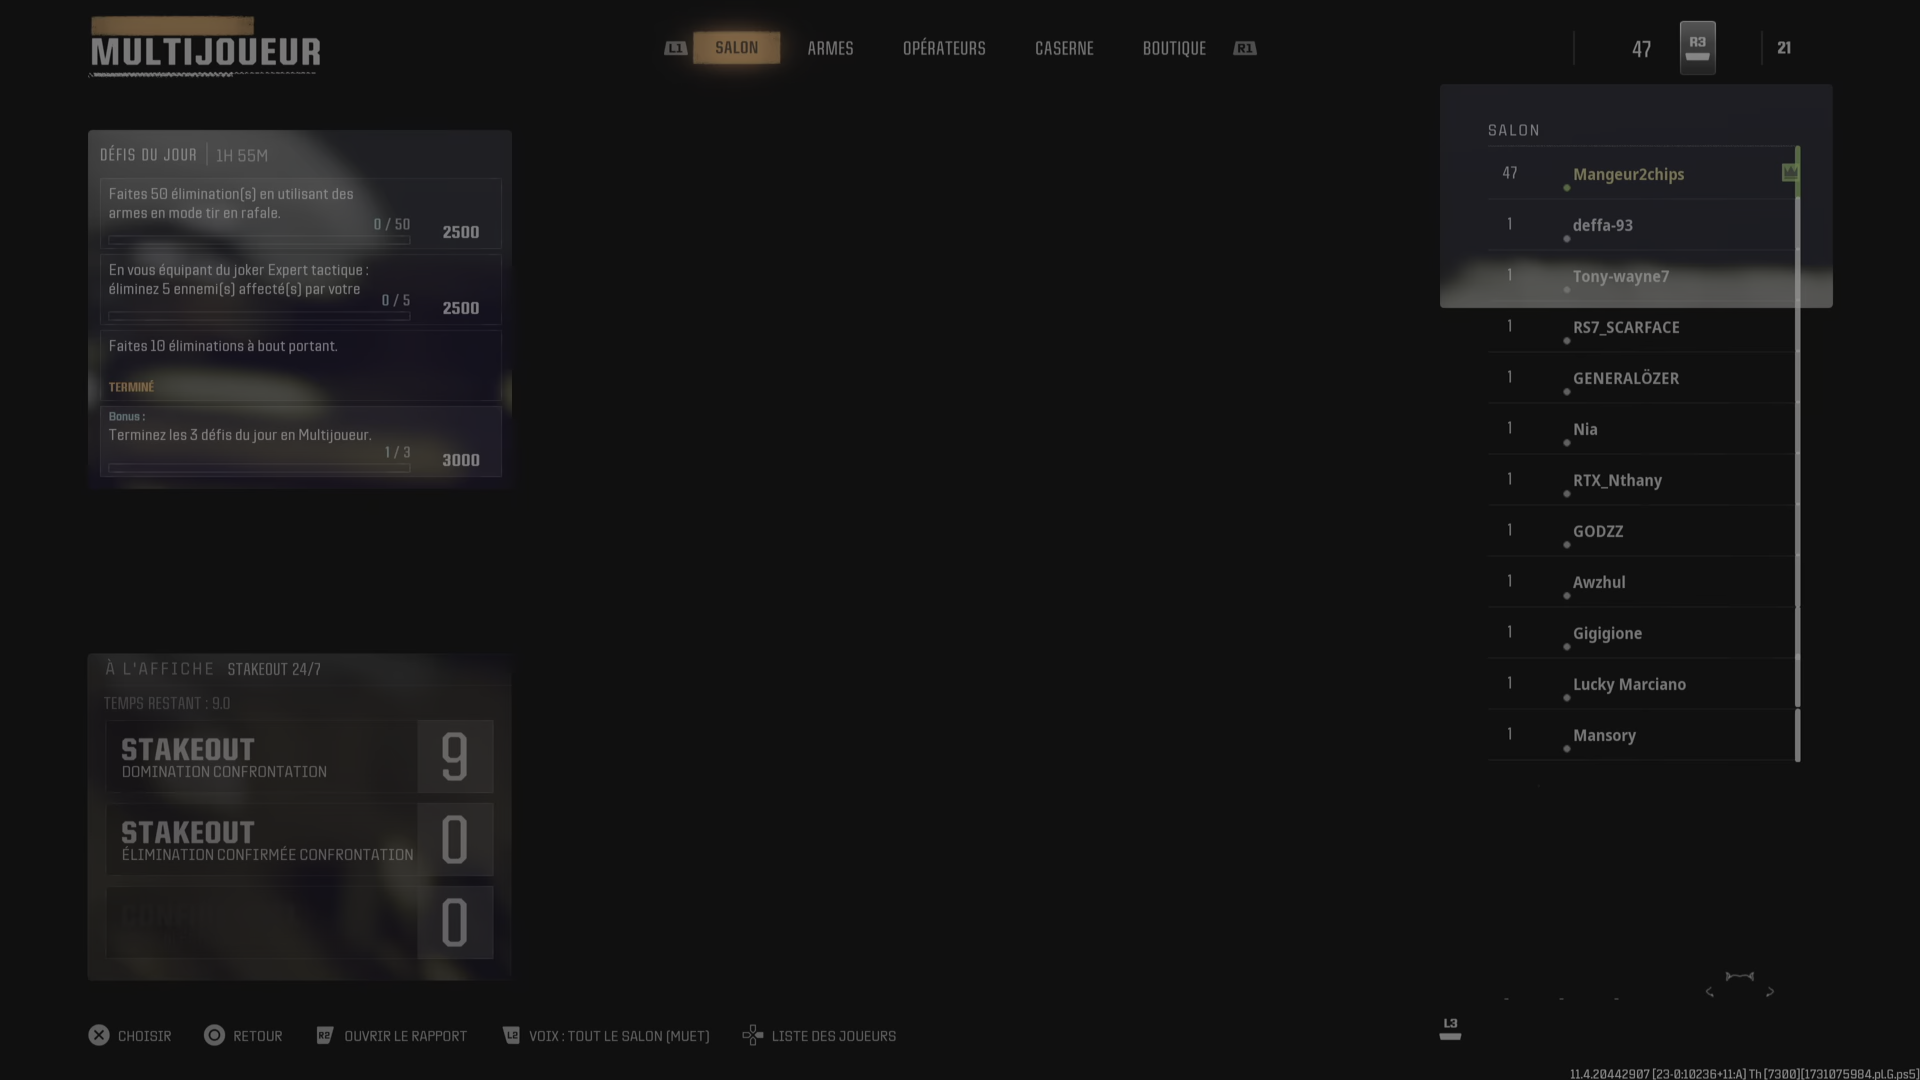 MULTIJOUEUR
L1 SALON ARMES OPÉRATEURS CASERNE BOUTIQUE R1
47 R3 21
DÉFIS DU JOUR 1H 55M
Faites 50 élimination(s) en utilisant des
armes en mode tir en rafale.
0 / 50
2500
En vous équipant du joker Expert tactique :
éliminez 5 ennemi(s) affecté(s) par votre
0 / 5
2500
Faites 10 éliminations à bout portant.
TERMINÉ
Bonus :
Terminez les 3 défis du jour en Multijoueur.
1 / 3
3000
À L'AFFICHE STAKEOUT 24/7
TEMPS RESTANT : 9.0
STAKEOUT
DOMINATION CONFRONTATION
9
STAKEOUT
ÉLIMINATION CONFIRMÉE CONFRONTATION
0
0
SALON
47 Mangeur2chips
1 deffa-93
1 Tony-wayne7
1 RS7_SCARFACE
1 GENERALÖZER
1 Nia
1 RTX_Nthany
1 GODZZ
1 Awzhul
1 Gigigione
1 Lucky Marciano
1 Mansory
CHOISIR RETOUR R2 OUVRIR LE RAPPORT L2 VOIX : TOUT LE SALON (MUET) LISTE DES JOUEURS
L3
11.4.20442907 [23-0:10236+11:A] Th [7300][1731075984.pl.G.ps5]